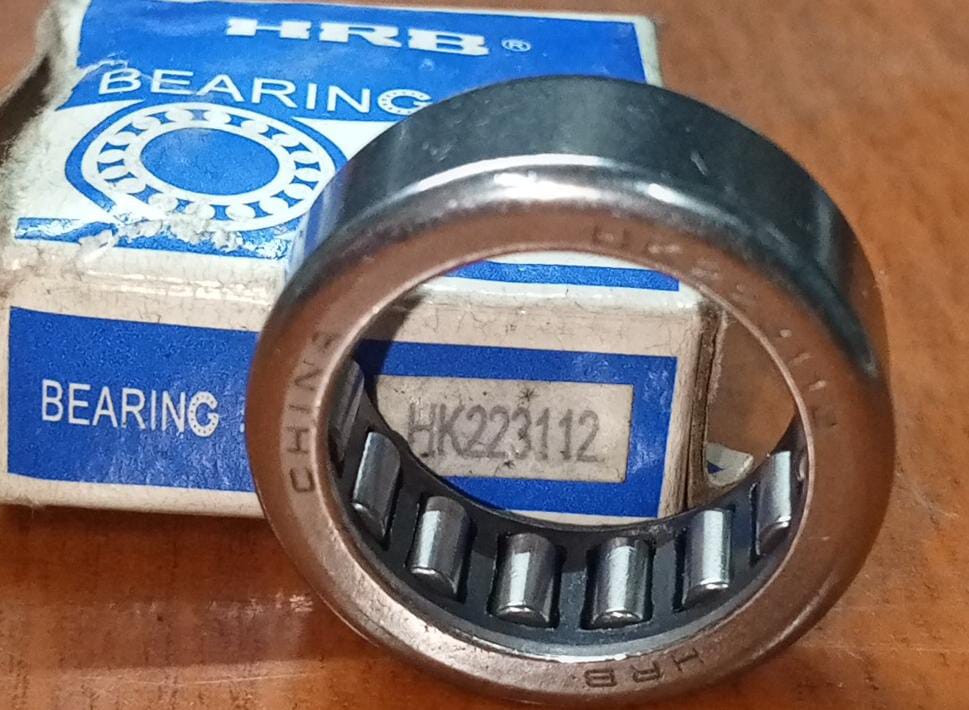 HRB®
BEARING
BEARING
HK223112
CHINA
HRB